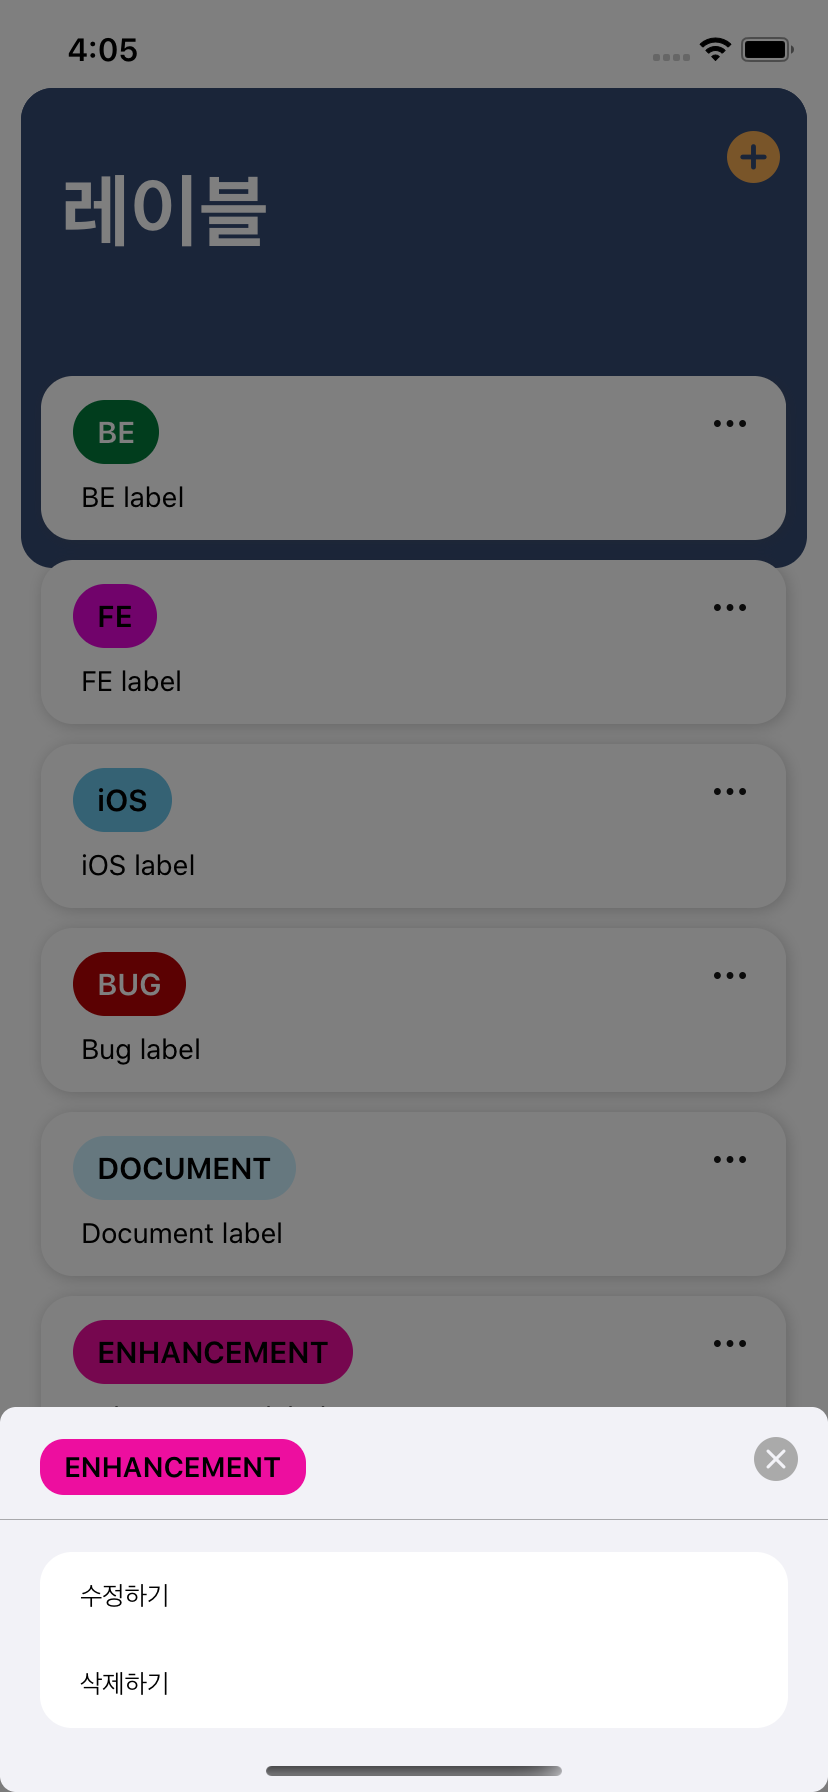 4:05
레이블
BE
BE label
FE
FE label
iOS
iOS label
BUG
Bug label
DOCUMENT
Document label
ENHANCEMENT
ENHANCEMENT
수정하기
삭제하기